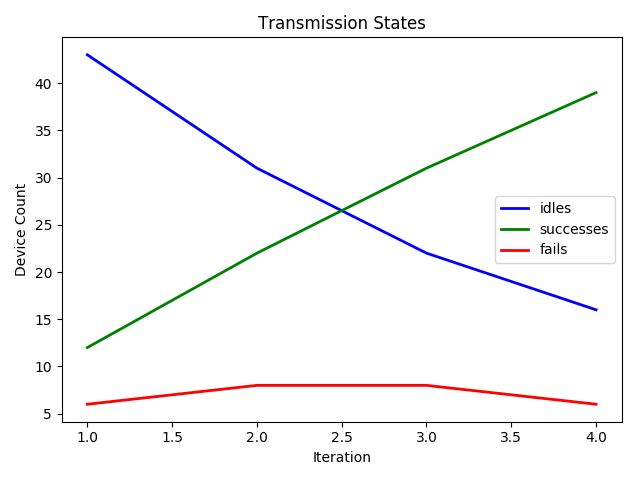 Transmission States
Device Count
40
35
30
25
20
15
10
5
idles
successes
fails
1.0 1.5 2.0 2.5 3.0 3.5 4.0
Iteration